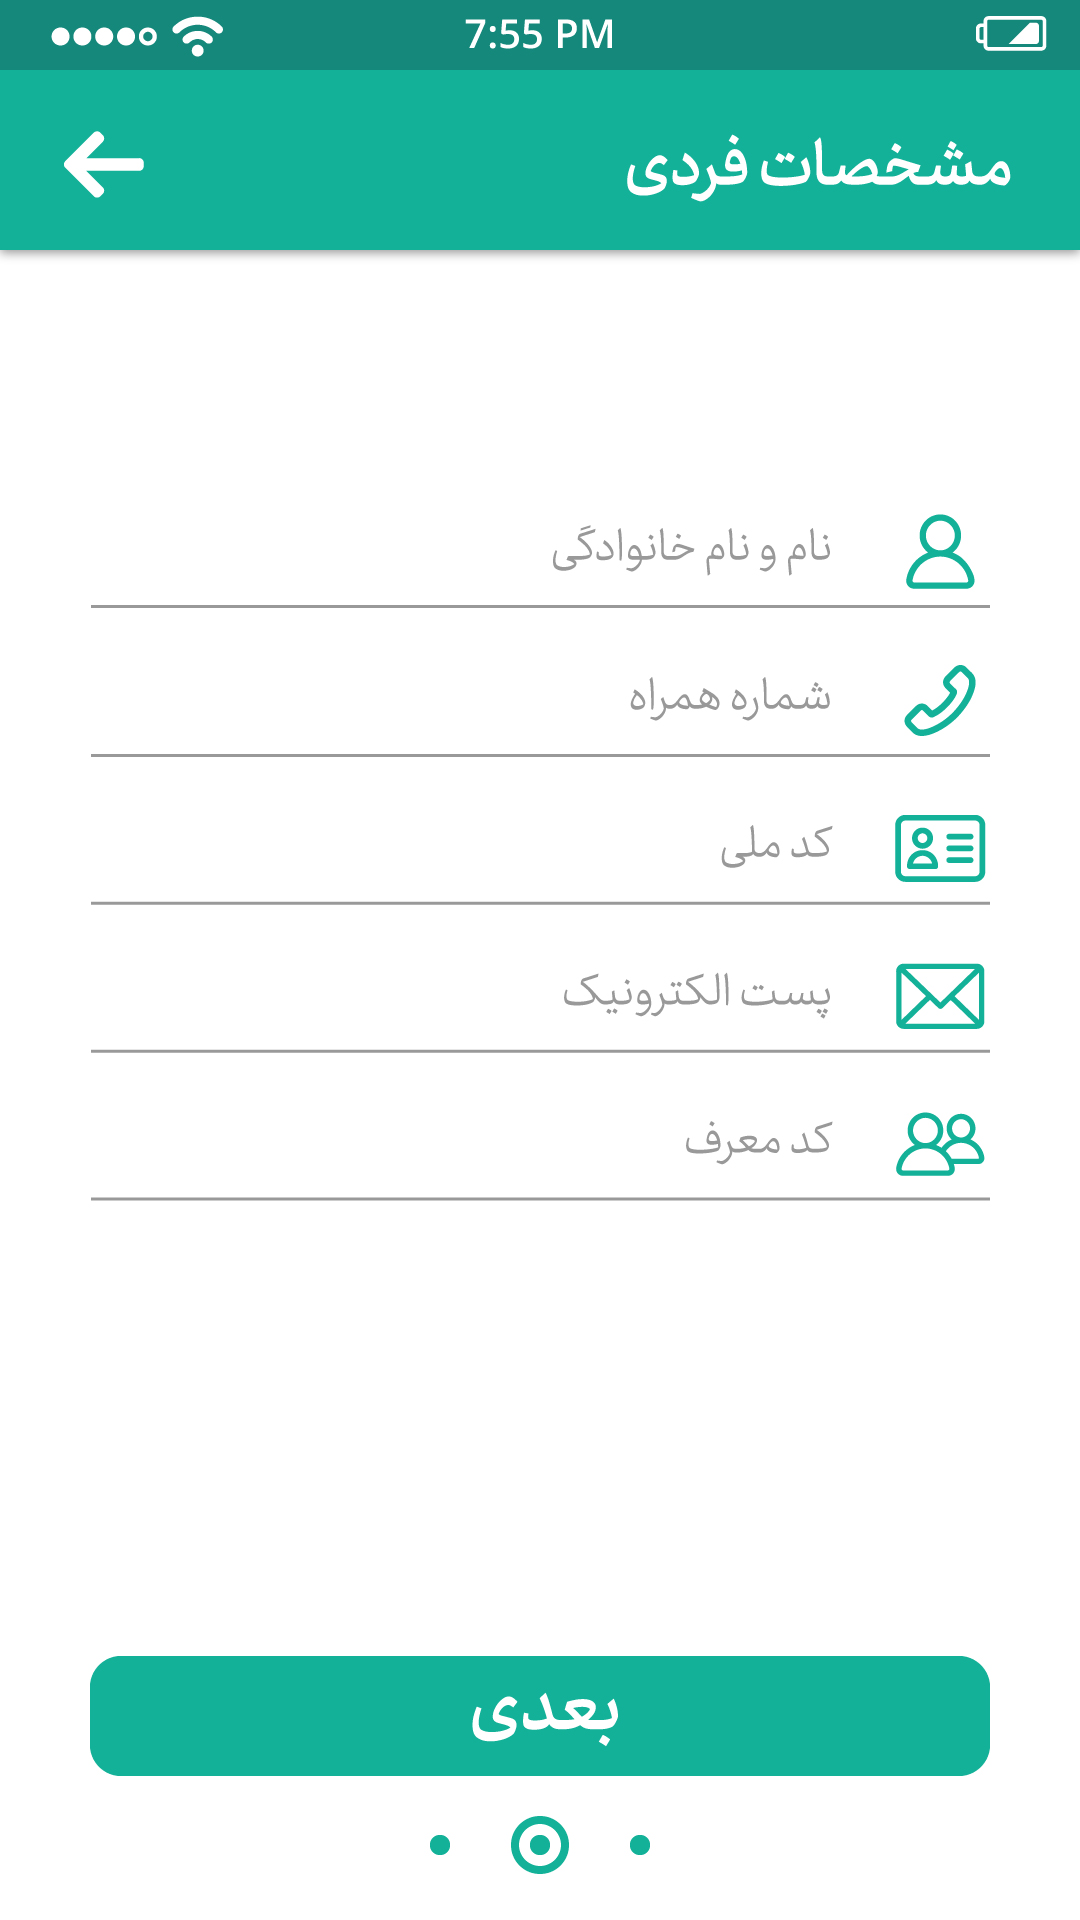 7:55 PM
مشخصات فردی
نام و نام خانوادگی
شماره همراه
کد ملی
پست الکترونیک
کد معرف
بعدی